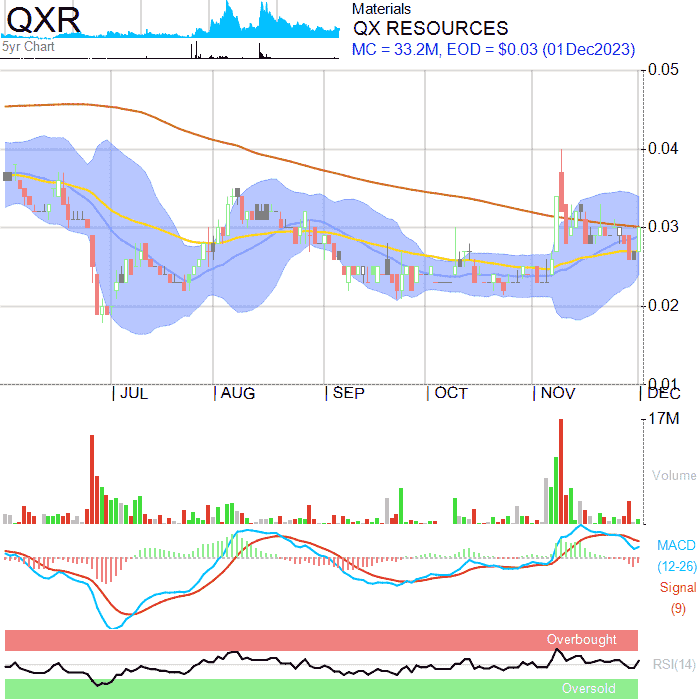 QXR
5yr Chart
Materials
QX RESOURCES
MC = 33.2M, EOD = $0.03 (01Dec2023)
0.05
0.04
0.03
0.02
0.01
JUL AUG SEP OCT NOV DEC
17M
Volume
MACD
(12-26)
Signal
(9)
Overbought
RSI(14)
Oversold